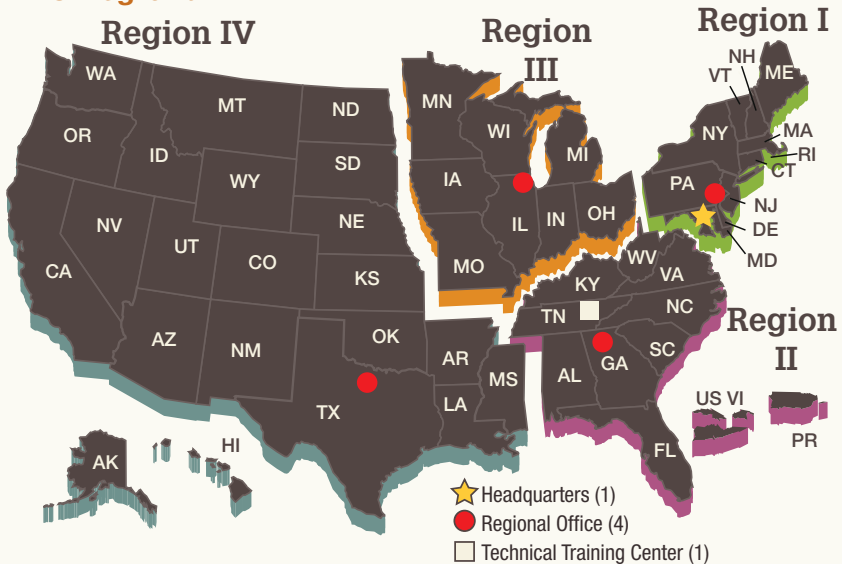 Region IV
Region
III
Region I
NH
VT
ME
WA
MT
ND
MN
OR
WI
NY
MA
ID
SD
MI
RI
CT
WY
IA
PA
NJ
NV
NE
OH
DE
UT
IL
IN
CO
WV
MD
CA
KS
MO
VA
KY
NC
TN
AZ
NM
OK
AR
SC
GA
Region
II
MS
AL
TX
LA
US VI
PR
HI
FL
AK
Headquarters (1)
Regional Office (4)
Technical Training Center (1)